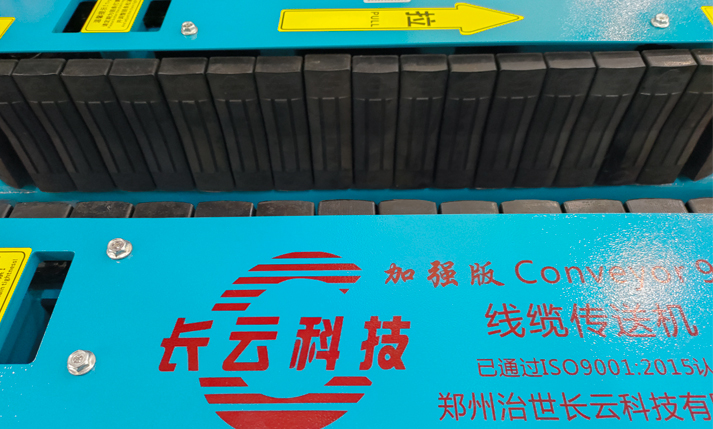 拉
PULL
加强版 Conveyor 9
线缆传送机
长云科技
已通过ISO9001:2015认
郑州治世长云科技有